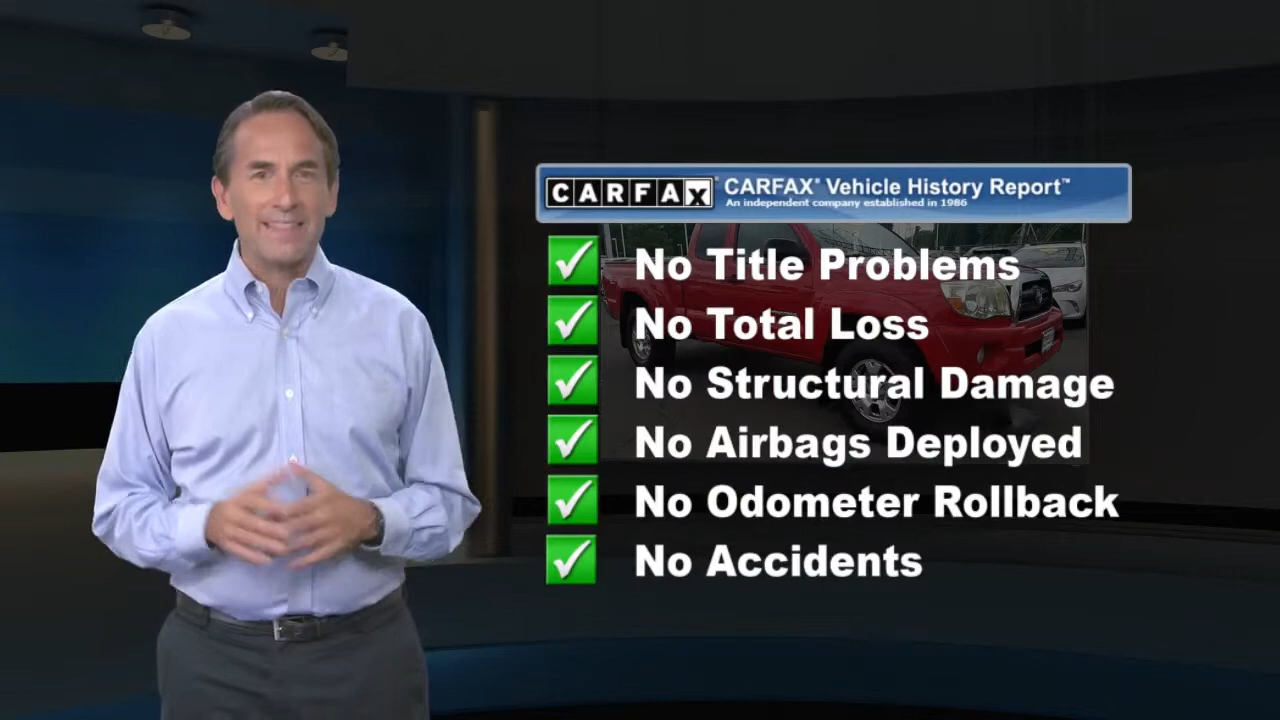 CARFAX
CARFAX® Vehicle History Report™
An independent company established in 1986
No Title Problems
No Total Loss
No Structural Damage
No Airbags Deployed
No Odometer Rollback
No Accidents